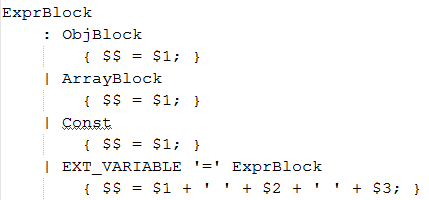 ExprBlock
    : ObjBlock
        { $$ = $1; }
    | ArrayBlock
        { $$ = $1; }
    | Const
        { $$ = $1; }
    | EXT_VARIABLE '=' ExprBlock
        { $$ = $1 + ' ' + $2 + ' ' + $3; }